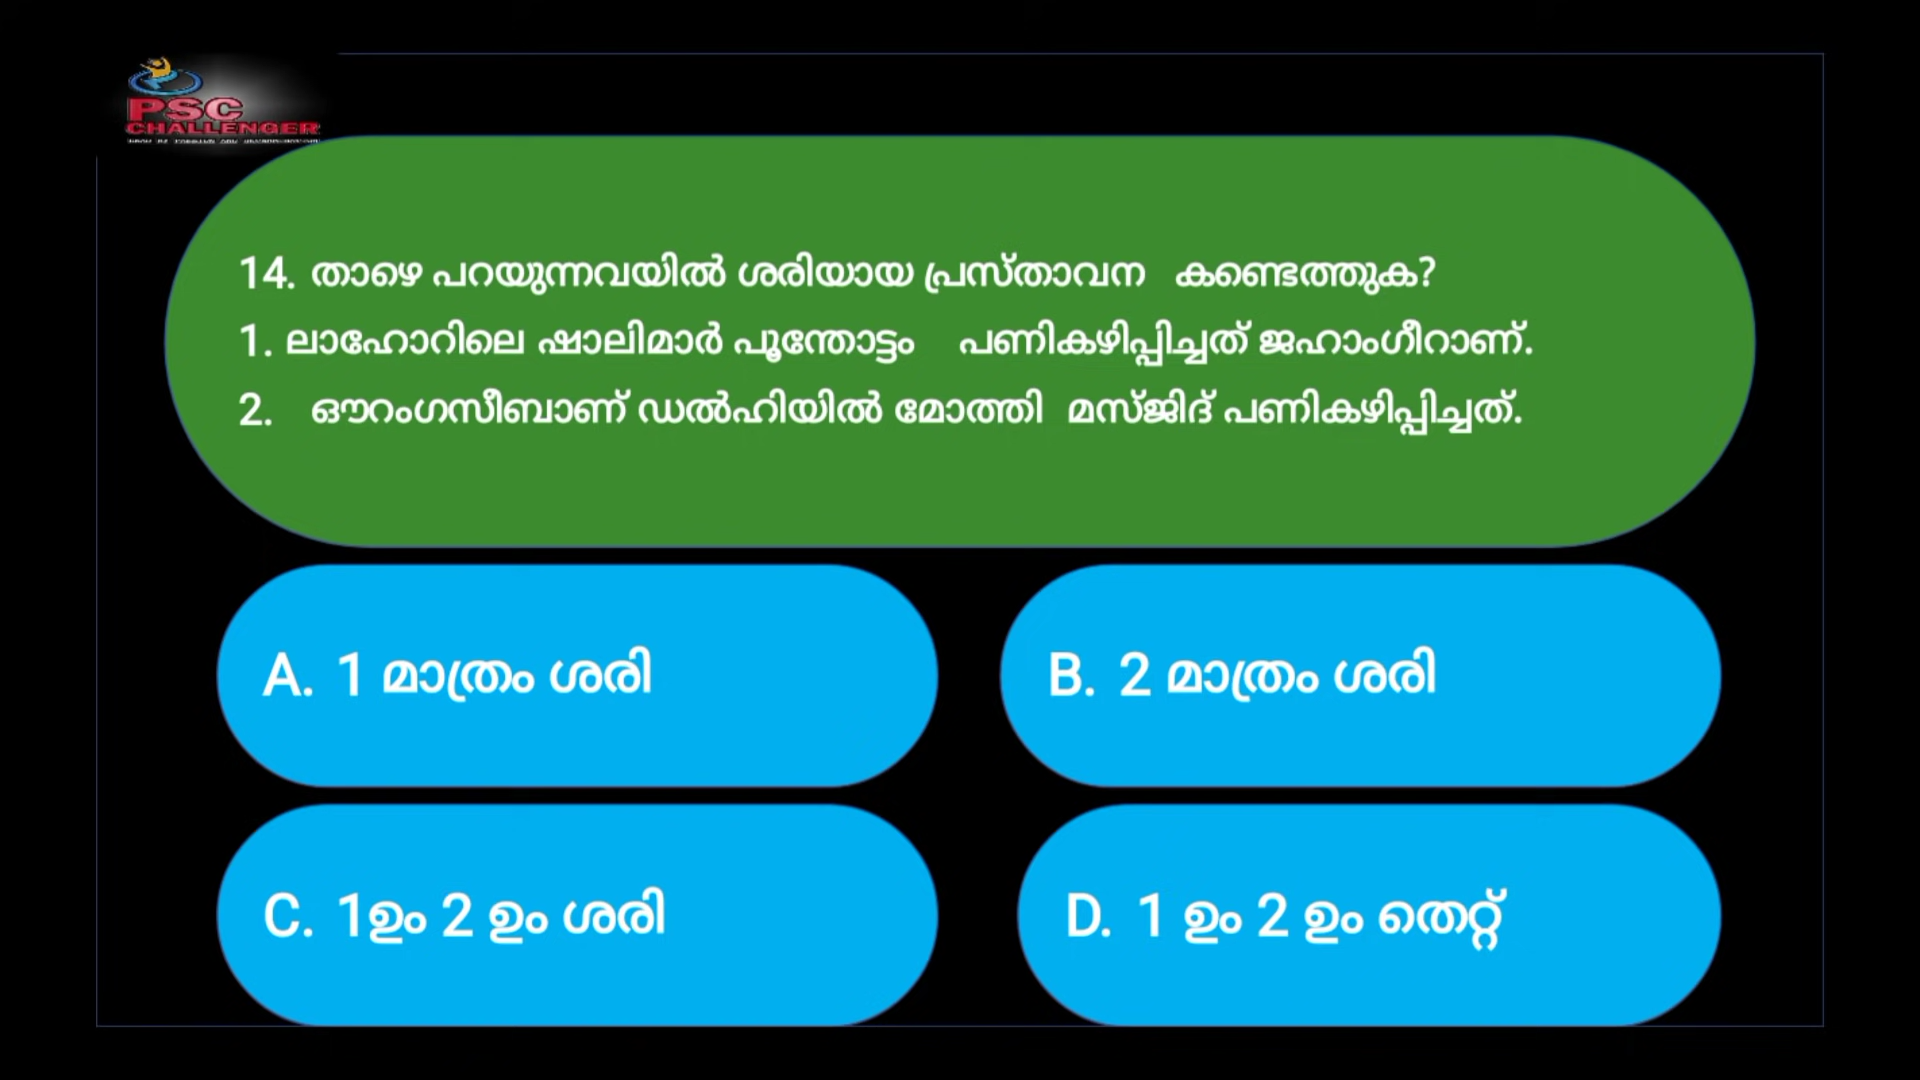 PSC
CHALLENGER
14. താഴെ പറയുന്നവയിൽ ശരിയായ പ്രസ്താവന കണ്ടെത്തുക?
1. ലാഹോറിലെ ഷാലിമാർ പൂന്തോട്ടം പണികഴിപ്പിച്ചത് ജഹാംഗീറാണ്.
2. ഔറംഗസീബാണ് ഡൽഹിയിൽ മോത്തി മസ്ജിദ് പണികഴിപ്പിച്ചത്.
A. 1 മാത്രം ശരി
B. 2 മാത്രം ശരി
C. 1ഉം 2 ഉം ശരി
D. 1 ഉം 2 ഉം തെറ്റ്